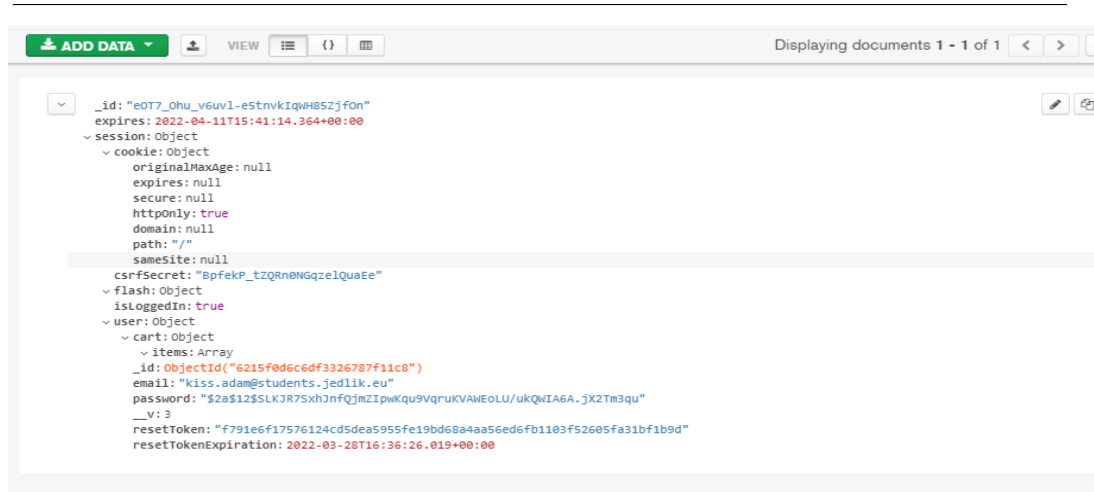 ADD DATA VIEW {} Displaying documents 1 - 1 of 1 < >
_id: "eOT7_Ohu_v6uvl-e5tnvkIqWH85ZjfOn"
expires: 2022-04-11T15:41:14.364+00:00
session: Object
cookie: Object
originalMaxAge: null
expires: null
secure: null
httpOnly: true
domain: null
path: "/"
sameSite: null
csrfSecret: "BpfekP_tZQRn0NGqzelQuaEe"
flash: Object
isLoggedIn: true
user: Object
cart: Object
items: Array
_id: ObjectId("6215f0d6c6df3326787f11c8")
email: "kiss.adam@students.jedlik.eu"
password: "$2a$12$SLKJR7SxhJnfQjmZIpwKqu9VqruKVAWEoLU/ukQWIA6A.jX2Tm3qu"
__v: 3
resetToken: "f791e6f17576124cd5dea5955fe19bd68a4aa56ed6fb1103f52605fa31bf1b9d"
resetTokenExpiration: 2022-03-28T16:36:26.019+00:00